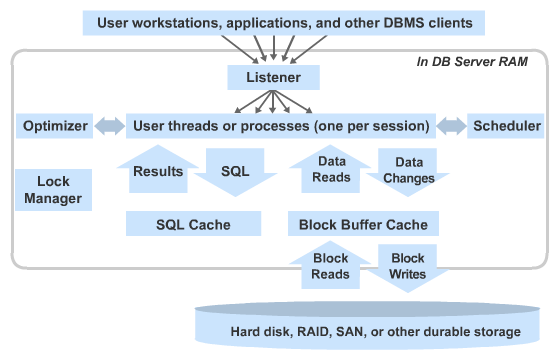 User workstations, applications, and other DBMS clients
In DB Server RAM
Listener
Optimizer
User threads or processes (one per session)
Scheduler
Lock
Manager
Results
SQL
Data
Reads
Data
Changes
SQL Cache
Block Buffer Cache
Block
Reads
Block
Writes
Hard disk, RAID, SAN, or other durable storage